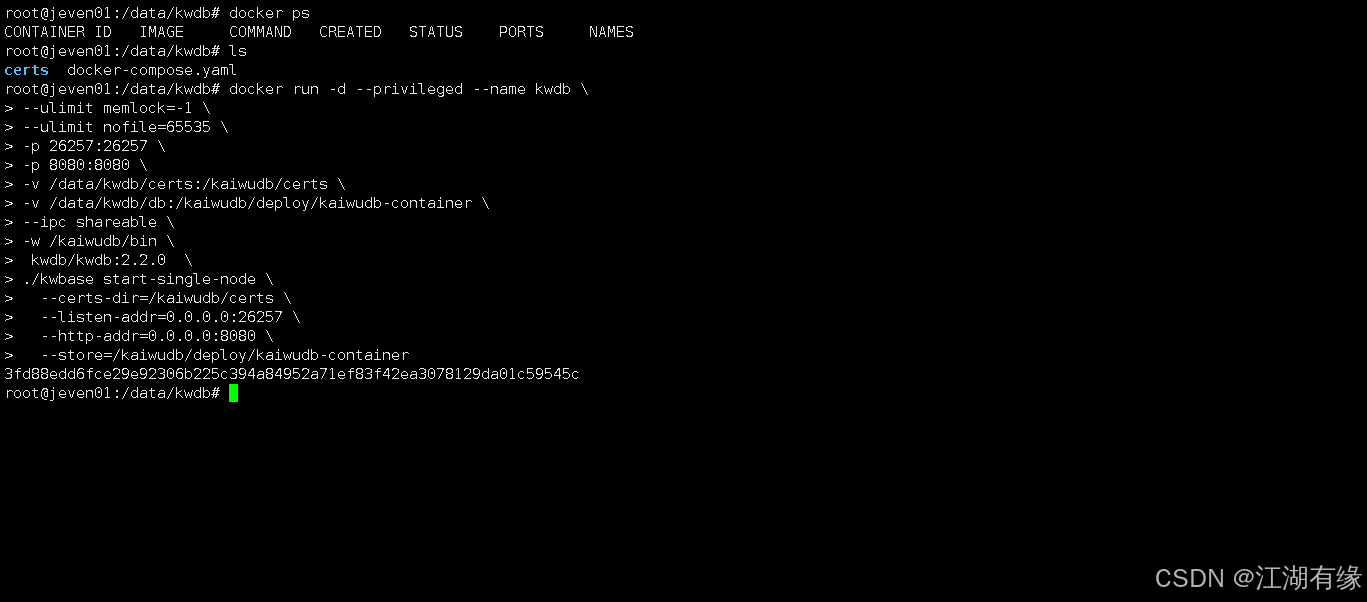 root@jeven01:/data/kwdb# docker ps
CONTAINER ID   IMAGE     COMMAND   CREATED   STATUS    PORTS     NAMES
root@jeven01:/data/kwdb# ls
certs  docker-compose.yaml
root@jeven01:/data/kwdb# docker run -d --privileged --name kwdb \
> --ulimit memlock=-1 \
> --ulimit nofile=65535 \
> -p 26257:26257 \
> -p 8080:8080 \
> -v /data/kwdb/certs:/kaiwudb/certs \
> -v /data/kwdb/db:/kaiwudb/deploy/kaiwudb-container \
> --ipc shareable \
> -w /kaiwudb/bin \
>  kwdb/kwdb:2.2.0  \
> ./kwbase start-single-node \
>   --certs-dir=/kaiwudb/certs \
>   --listen-addr=0.0.0.0:26257 \
>   --http-addr=0.0.0.0:8080 \
>   --store=/kaiwudb/deploy/kaiwudb-container
3fd88edd6fce29e92306b225c394a84952a71ef83f42ea3078129da01c59545c
root@jeven01:/data/kwdb#
CSDN @江湖有缘